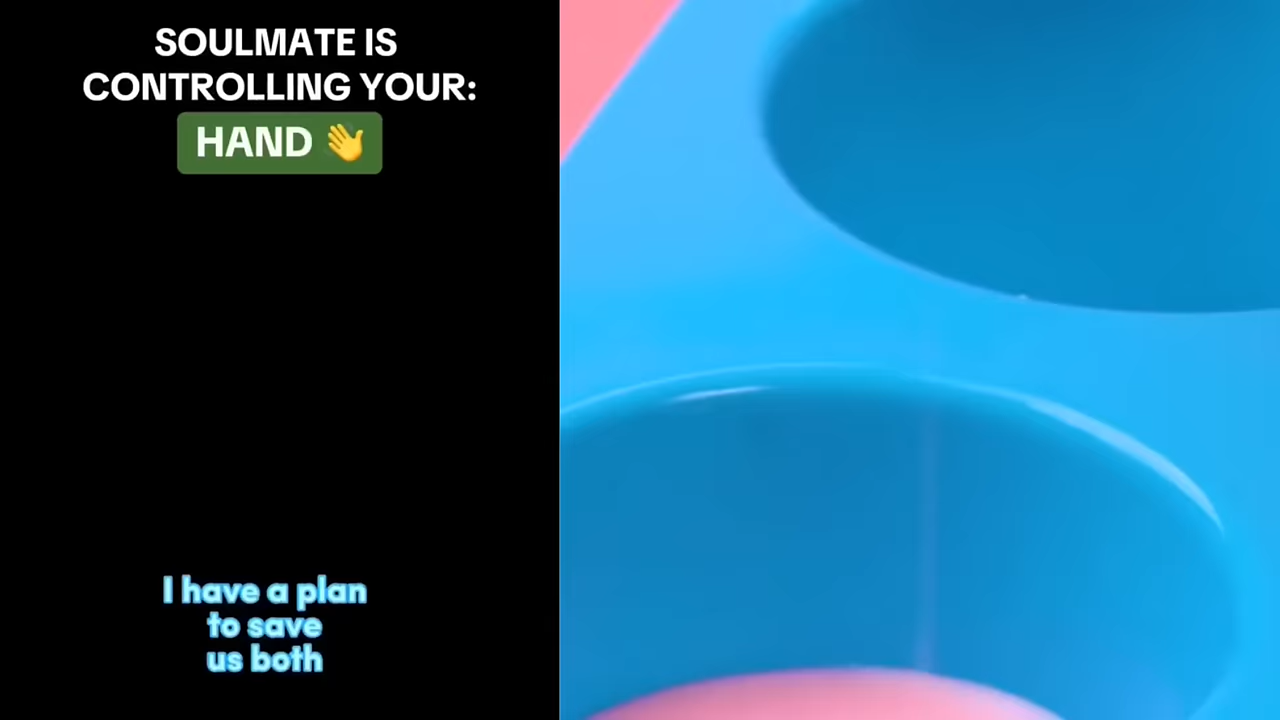 SOULMATE IS
CONTROLLING YOUR:
HAND 👋
I have a plan
to save
us both